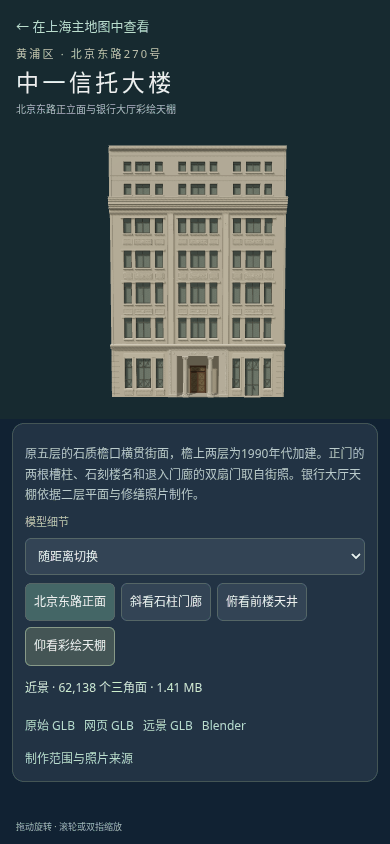 ← 在上海主地图中查看
黄浦区 · 北京东路270号
中一信托大楼
北京东路正立面与银行大厅彩绘天棚
原五层的石质檐口横贯街面，檐上两层为1990年代加建。正门的
两根槽柱、石刻楼名和退入门廊的双扇门取自街照。银行大厅天
棚依据二层平面与修缮照片制作。
模型细节
随距离切换
北京东路正面
斜看石柱门廊
俯看前楼天井
仰看彩绘天棚
近景 · 62,138 个三角面 · 1.41 MB
原始 GLB 网页 GLB 远景 GLB Blender
制作范围与照片来源
拖动旋转 · 滚轮或双指缩放